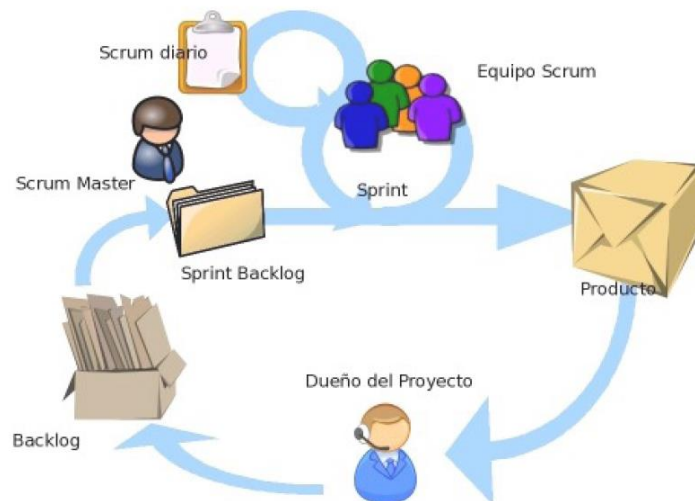 Scrum diario
Equipo Scrum
Scrum Master
Sprint
Sprint Backlog
Producto
Dueño del Proyecto
Backlog